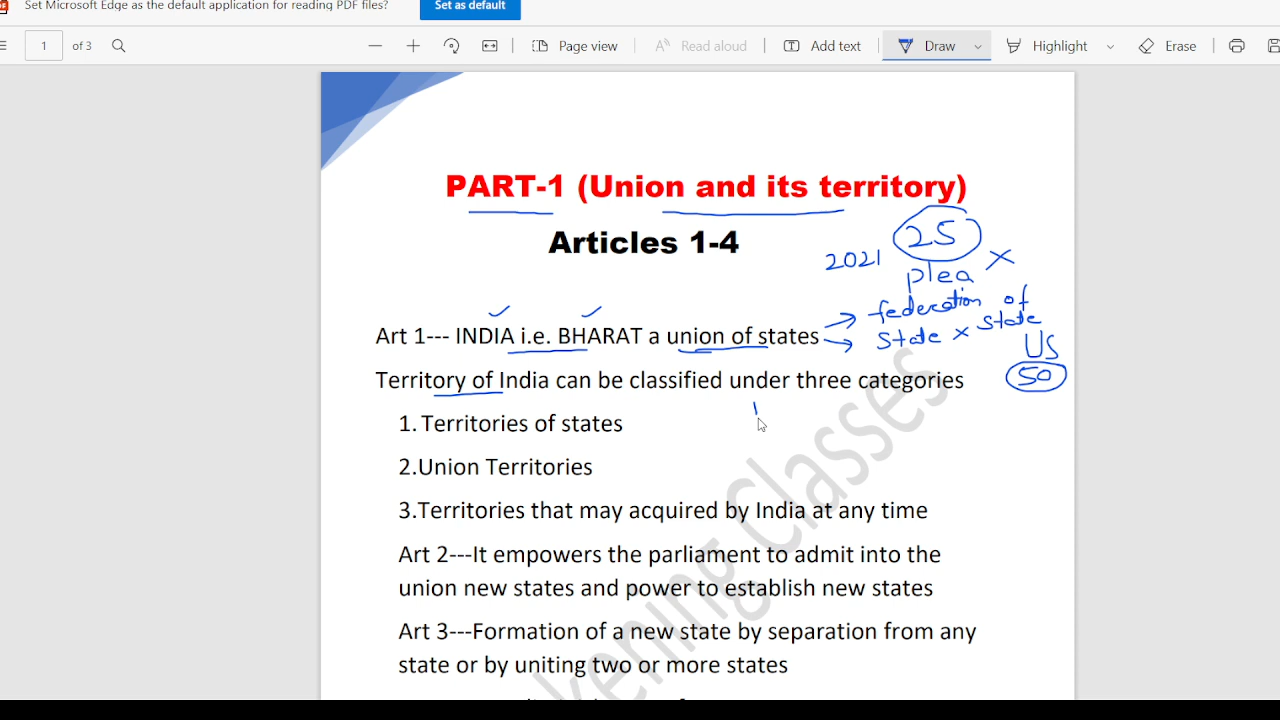 Set Microsoft Edge as the default application for reading PDF files?
Set as default
1 of 3
Page view
Read aloud
Add text
Draw
Highlight
Erase
PART-1 (Union and its territory)
Articles 1-4
2021 25
plea ×
Art 1--- INDIA i.e. BHARAT a union of states
→ federation of state
→ state ×
US
50
Territory of India can be classified under three categories
1. Territories of states
2.Union Territories
3.Territories that may acquired by India at any time
Art 2---It empowers the parliament to admit into the
union new states and power to establish new states
Art 3---Formation of a new state by separation from any
state or by uniting two or more states
kening Classes